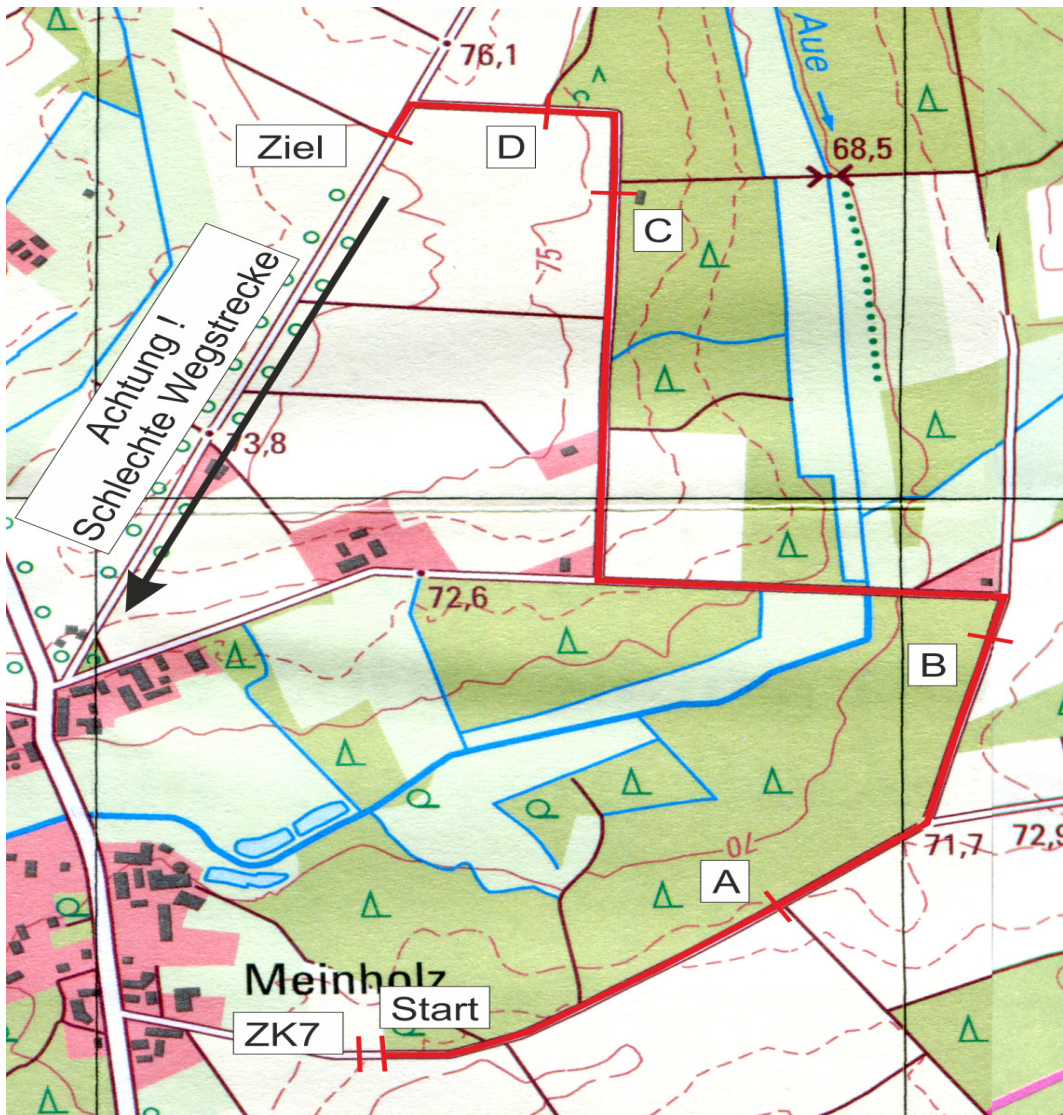 76,1
Aue
Ziel
D
68,5
C
75
Achtung !
Schlechte Wegstrecke
73,8
72,6
B
71,7
72,9
70
A
Meinholz
Start
ZK7